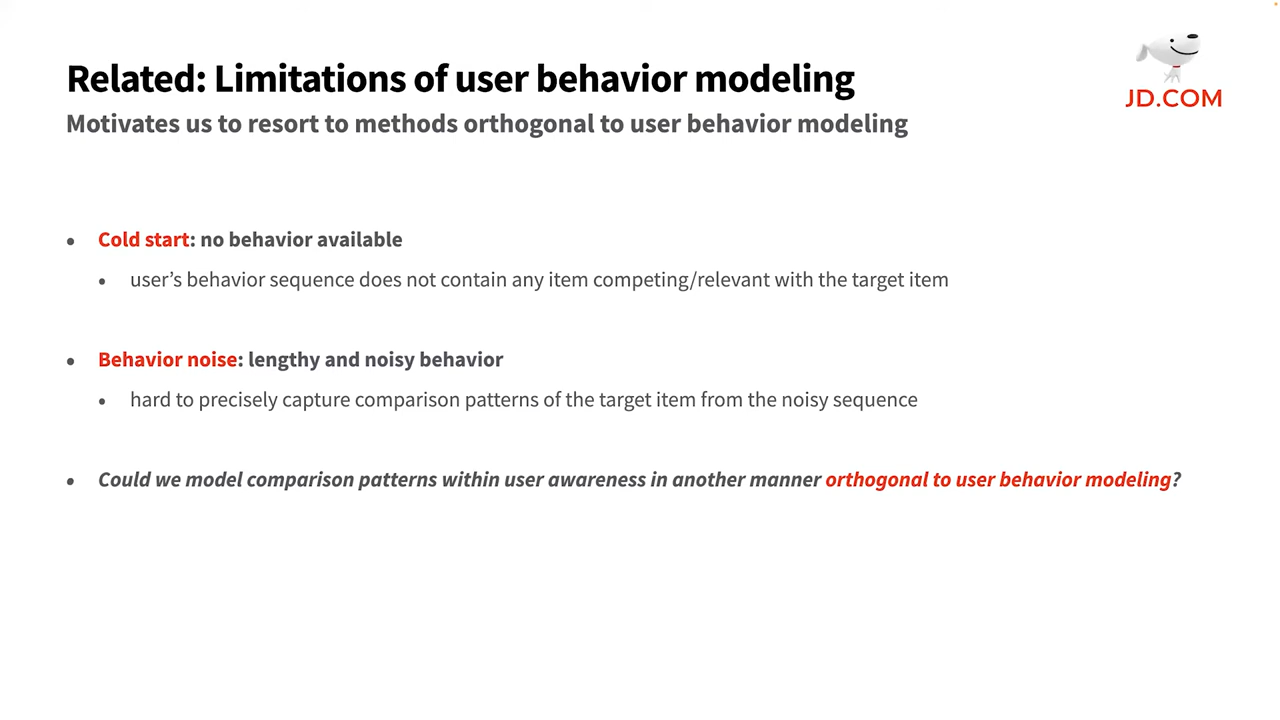 Related: Limitations of user behavior modeling
Motivates us to resort to methods orthogonal to user behavior modeling
JD.COM
• Cold start: no behavior available
• user’s behavior sequence does not contain any item competing/relevant with the target item
• Behavior noise: lengthy and noisy behavior
• hard to precisely capture comparison patterns of the target item from the noisy sequence
• Could we model comparison patterns within user awareness in another manner orthogonal to user behavior modeling?